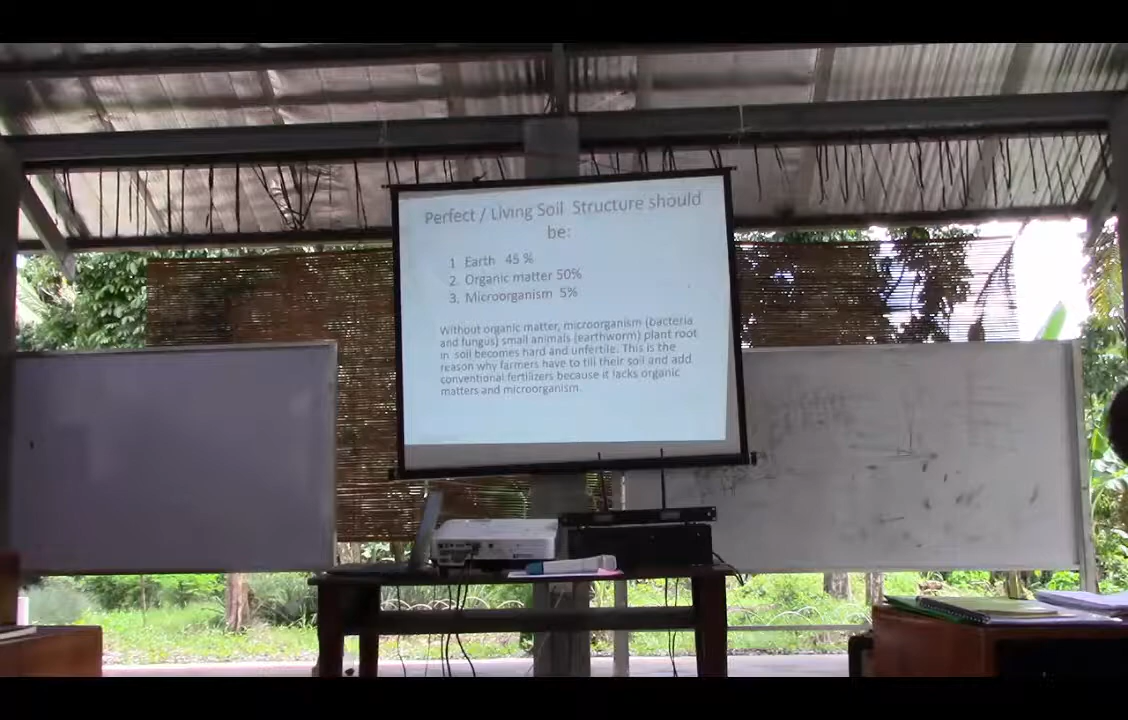 Perfect / Living Soil Structure should
be:
1 Earth 45 %
2. Organic matter 50%
3. Microorganism 5%
Without organic matter, microorganism (bacteria
and fungus) small animals (earthworm) plant root
in soil becomes hard and unfertile. This is the
reason why farmers have to till their soil and add
conventional fertilizers because it lacks organic
matters and microorganism.